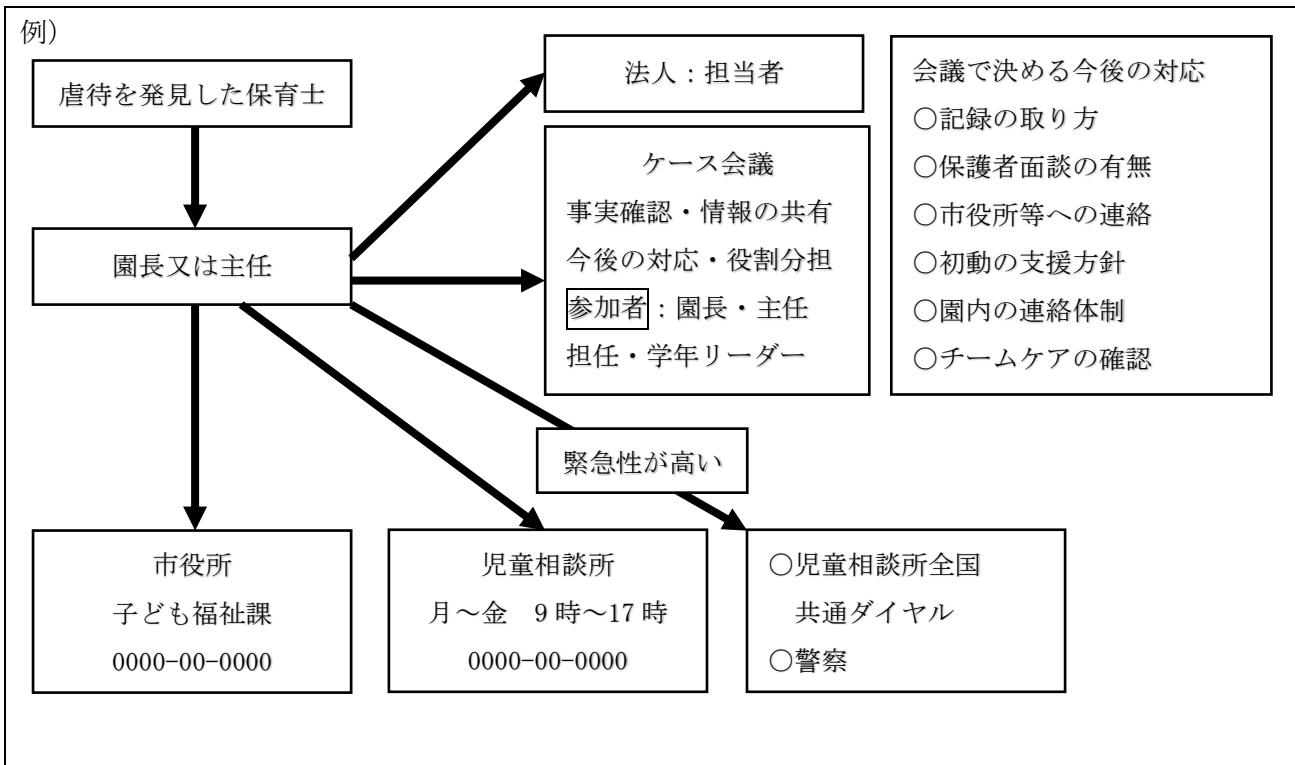 例）
虐待を発見した保育士
園長又は主任
法人：担当者
ケース会議
事実確認・情報の共有
今後の対応・役割分担
参加者：園長・主任
担任・学年リーダー
会議で決める今後の対応
○記録の取り方
○保護者面談の有無
○市役所等への連絡
○初動の支援方針
○園内の連絡体制
○チームケアの確認
緊急性が高い
市役所
子ども福祉課
0000-00-0000
児童相談所
月～金　9時～17時
0000-00-0000
○児童相談所全国
共通ダイヤル
○警察